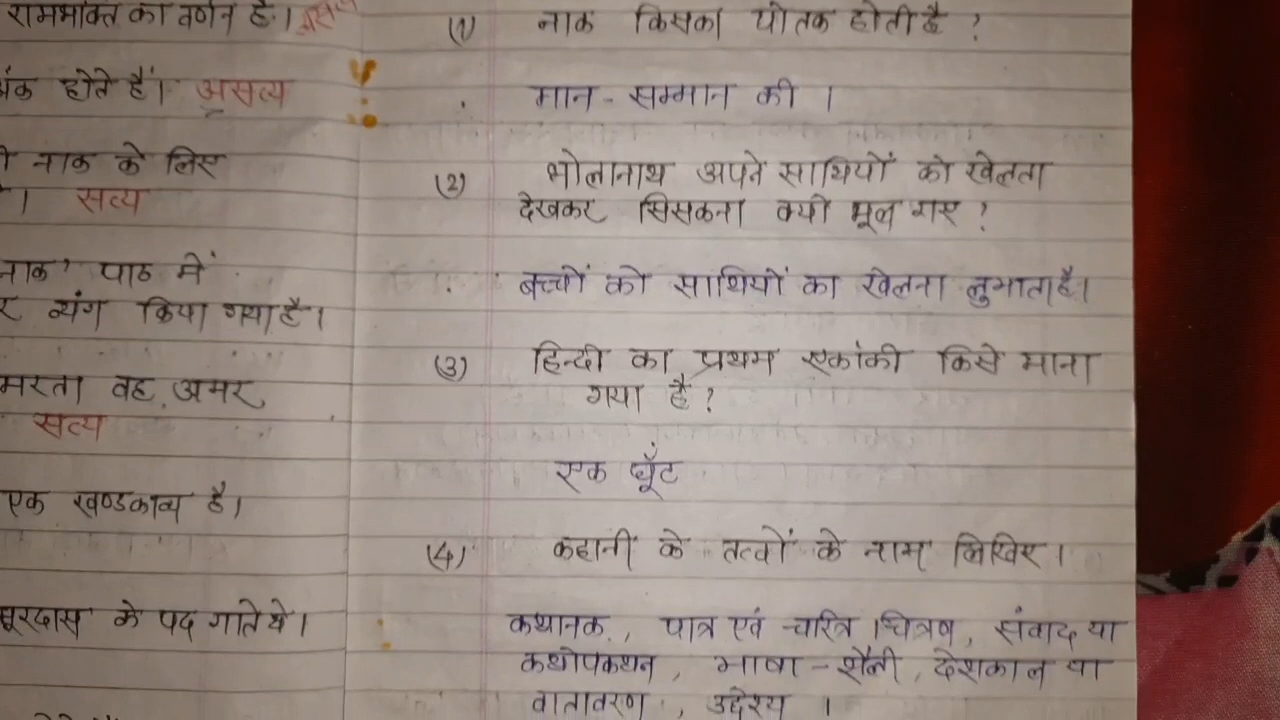 रामभक्ति का वर्णन है।
होते हैं। असत्य
नाक के लिए
। सत्य
नाक' पाठ में
व्यंग किया गया है।
मरता वह अमर
सत्य
एक खण्डकाव्य है।
सूरदास के पद गाते थे।
(1) नाक किसका द्योतक होती है ?
मान - सम्मान की ।
(2) भोलानाथ अपने साथियों को खेलता
देखकर सिसकना क्यों भूल गए ?
बच्चों को साथियों का खेलना लुभाता है।
(3) हिन्दी का प्रथम एकांकी किसे माना
गया है ?
एक घूँट
(4) कहानी के तत्वों के नाम लिखिए ।
कथानक, पात्र एवं चरित्र चित्रण, संवाद या
कथोपकथन, भाषा - शैली, देशकाल या
वातावरण, उद्देश्य ।